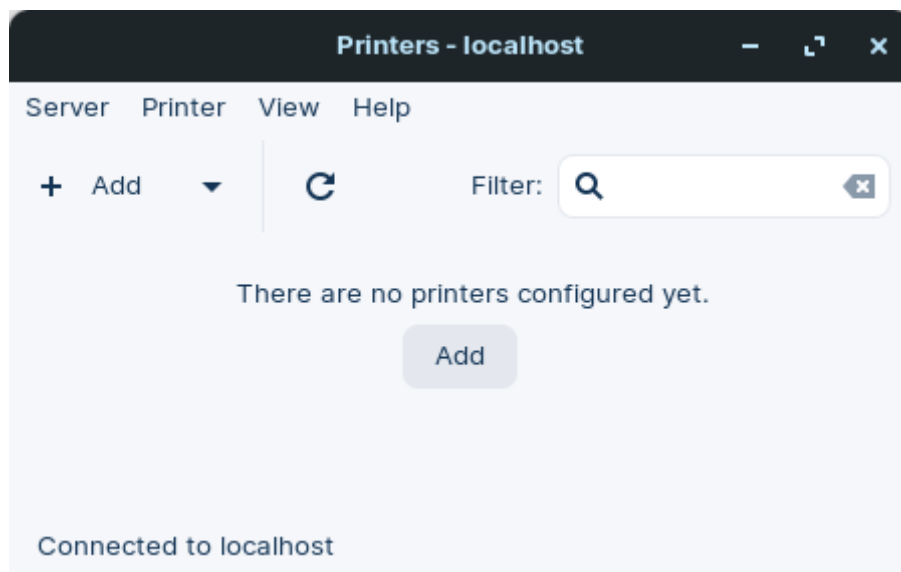 Printers - localhost
Server Printer View Help
Add Filter:
There are no printers configured yet.
Add
Connected to localhost